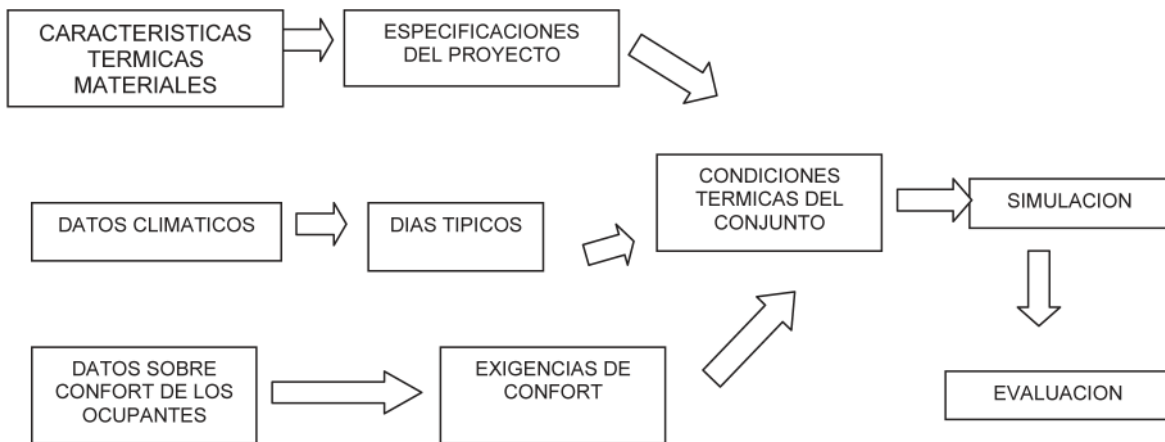 CARACTERISTICAS
TERMICAS
MATERIALES
ESPECIFICACIONES
DEL PROYECTO
DATOS CLIMATICOS
DIAS TIPICOS
CONDICIONES
TERMICAS DEL
CONJUNTO
SIMULACION
DATOS SOBRE
CONFORT DE LOS
OCUPANTES
EXIGENCIAS DE
CONFORT
EVALUACION